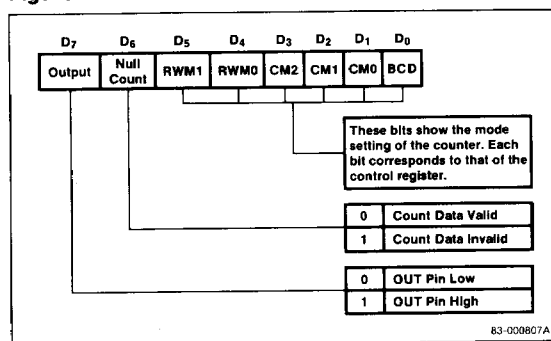 D7 D6 D5 D4 D3 D2 D1 D0
Output Null Count RWM1 RWM0 CM2 CM1 CM0 BCD
These bits show the mode
setting of the counter. Each
bit corresponds to that of the
control register.
0 Count Data Valid
1 Count Data Invalid
0 OUT Pin Low
1 OUT Pin High
83-000807A